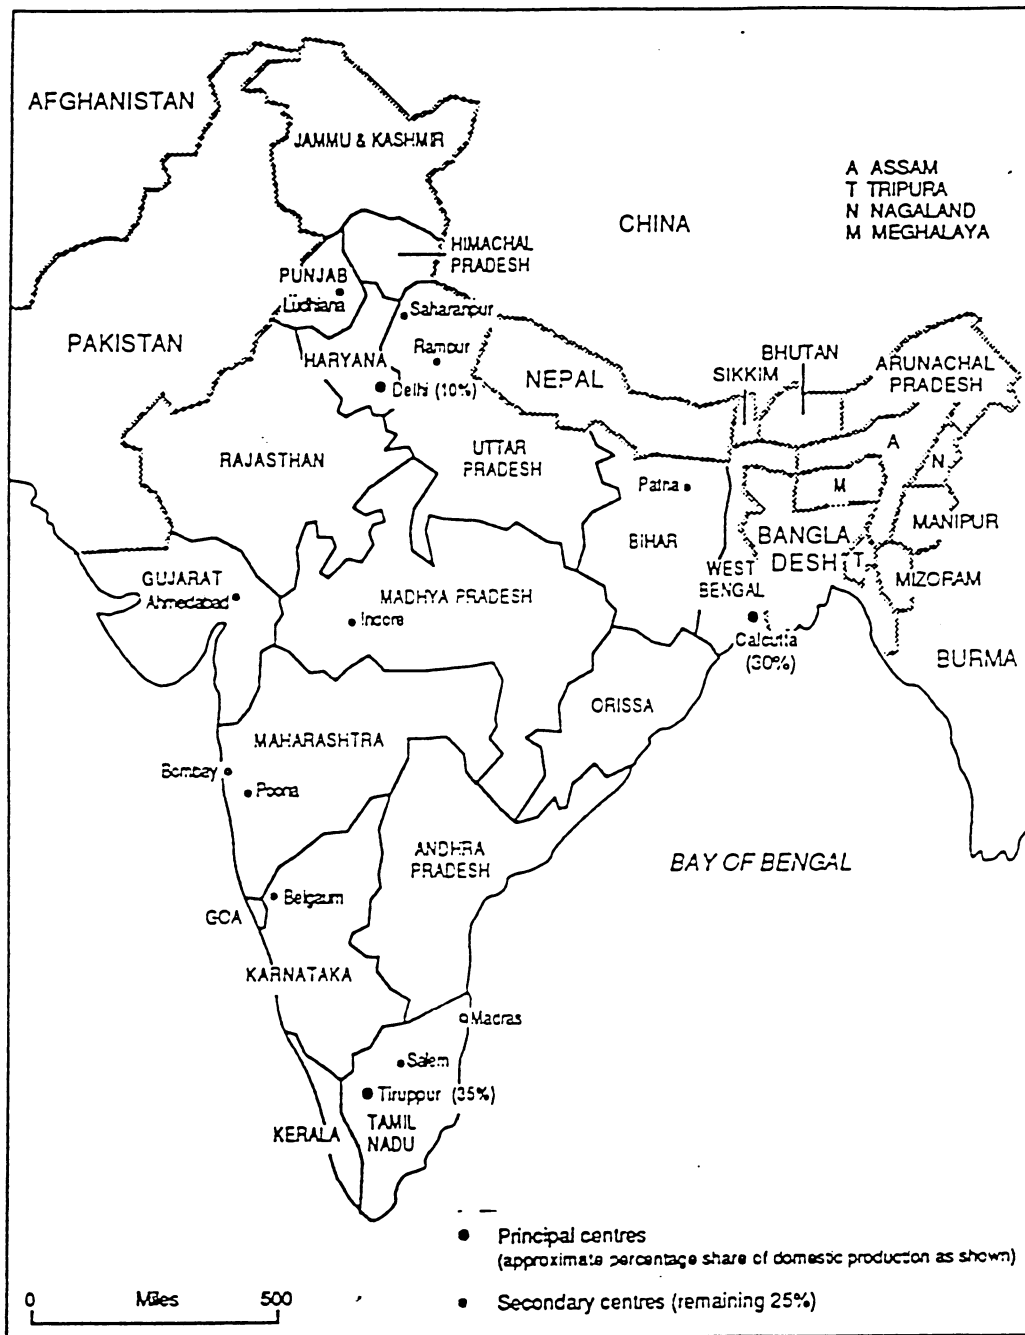 AFGHANISTAN
JAMMU & KASHMIR
A ASSAM
T TRIPURA
N NAGALAND
M MEGHALAYA
CHINA
HIMACHAL
PRADESH
PUNJAB
Ludhiana
Saharanpur
PAKISTAN
HARYANA
Rampur
Delhi (10%)
NEPAL
SIKKIM
BHUTAN
ARUNACHAL
PRADESH
RAJASTHAN
UTTAR
PRADESH
A
N
Patna
M
BIHAR
BANGLA
DESH
T
MANIPUR
MIZORAM
WEST
BENGAL
GUJARAT
Ahmedabad
MADHYA PRADESH
Indore
Calcutta
(30%)
BURMA
ORISSA
MAHARASHTRA
Bombay
Poona
ANDHRA
PRADESH
BAY OF BENGAL
Belgaum
GOA
KARNATAKA
Madras
Salem
Tiruppur (35%)
TAMIL
NADU
KERALA
Principal centres
(approximate percentage share of domestic production as shown)
Secondary centres (remaining 25%)
0 Miles 500